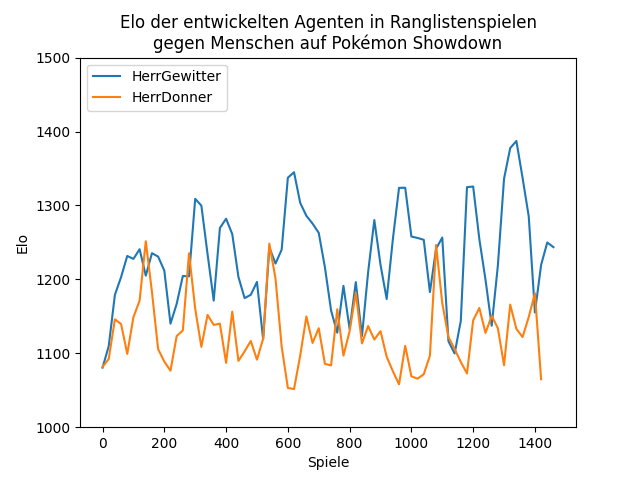 Elo der entwickelten Agenten in Ranglistenspielen
gegen Menschen auf Pokémon Showdown
1500
1400
1300
1200
1100
1000
Elo
HerrGewitter
HerrDonner
0
200
400
600
800
1000
1200
1400
Spiele